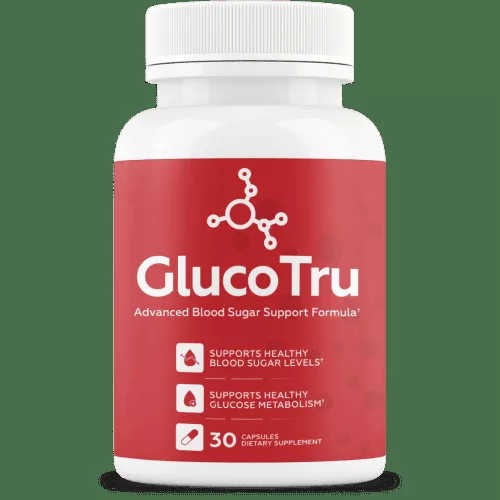 GlucoTru
Advanced Blood Sugar Support Formula†
SUPPORTS HEALTHY
BLOOD SUGAR LEVELS†
SUPPORTS HEALTHY
GLUCOSE METABOLISM†
30 CAPSULES
DIETARY SUPPLEMENT